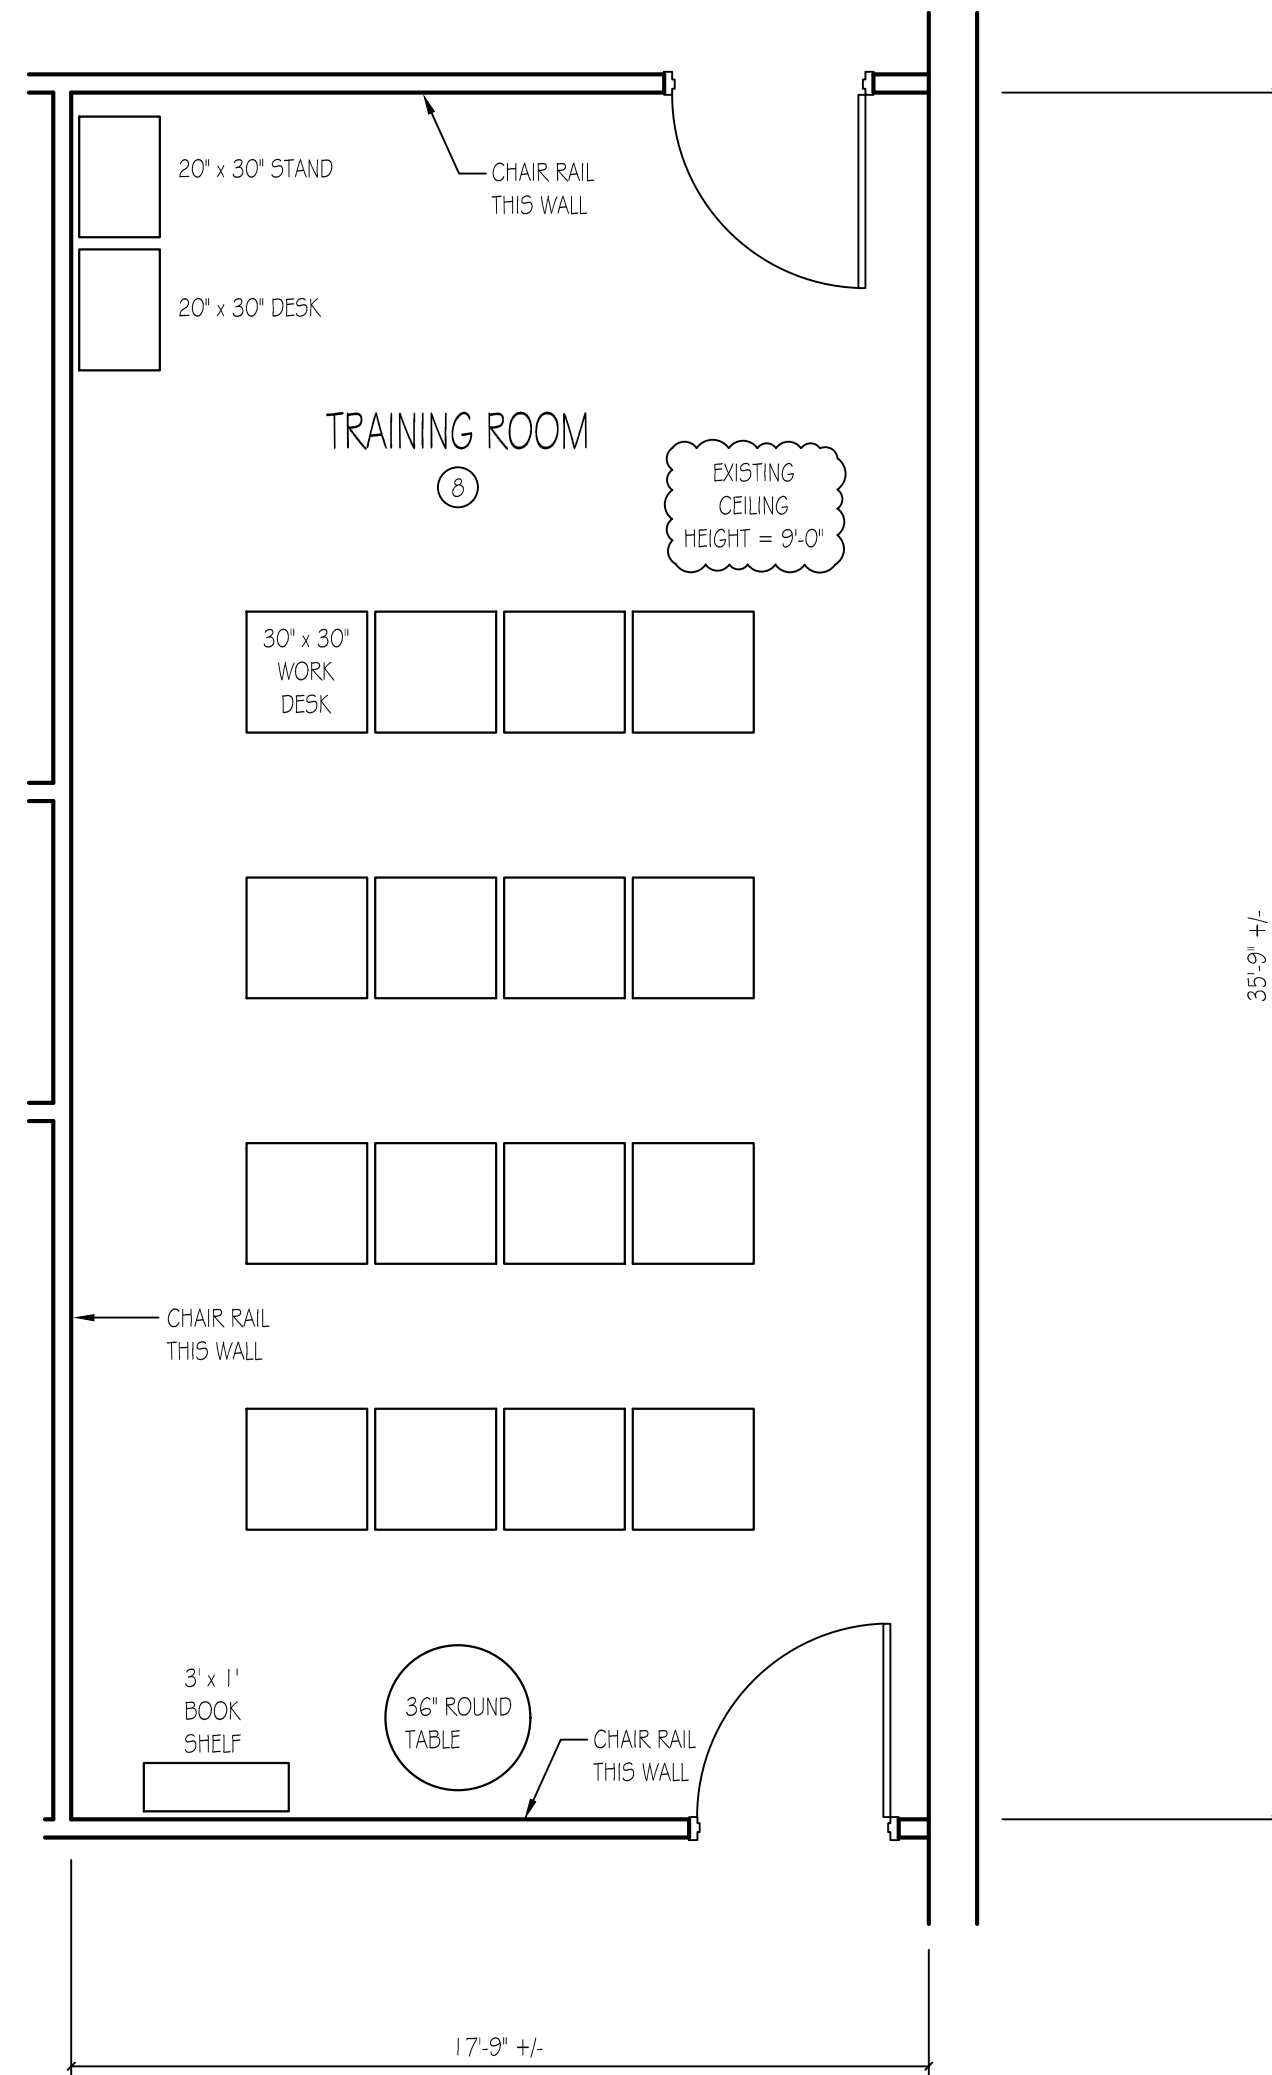 20" x 30" STAND
CHAIR RAIL
THIS WALL
20" x 30" DESK
TRAINING ROOM
8
EXISTING
CEILING
HEIGHT = 9'-0"
30" x 30"
WORK
DESK
35'-9" +/-
CHAIR RAIL
THIS WALL
3' x 1'
BOOK
SHELF
36" ROUND
TABLE
CHAIR RAIL
THIS WALL
17'-9" +/-